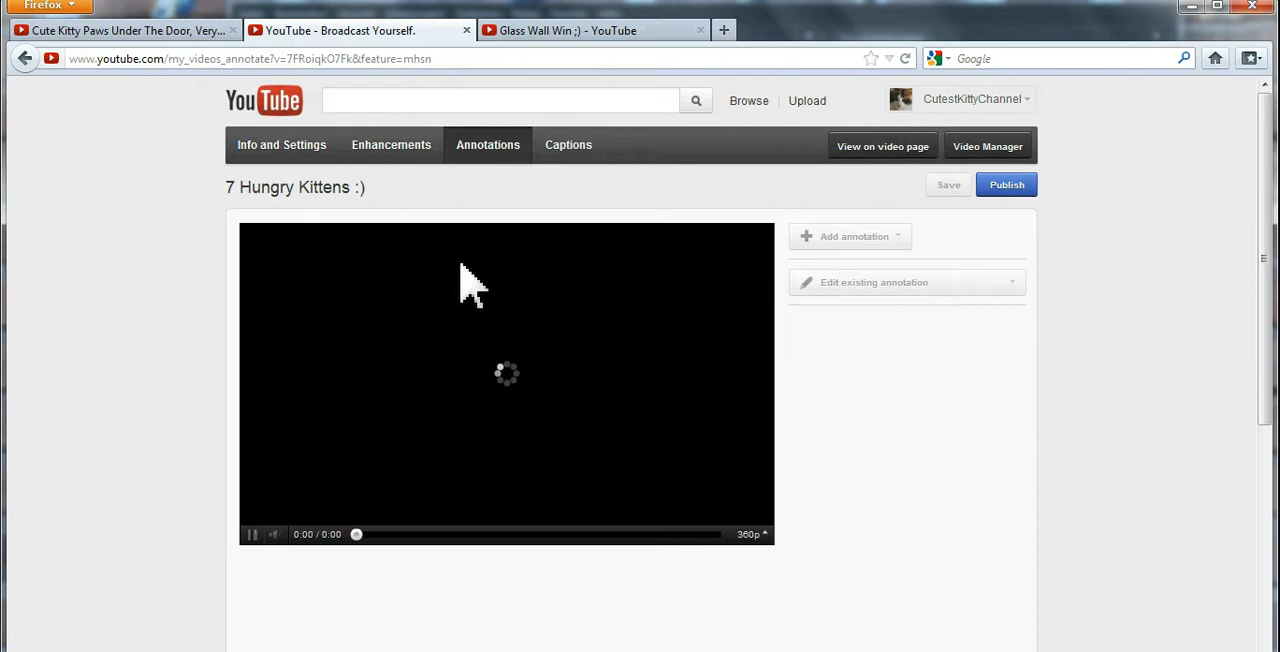 Firefox
Cute Kitty Paws Under The Door, Very...
YouTube - Broadcast Yourself.
Glass Wall Win ;) - YouTube
www.youtube.com/my_videos_annotate?v=7FRoiqkO7Fk&feature=mhsn
Google
YouTube
Browse
Upload
CutestKittyChannel
Info and Settings
Enhancements
Annotations
Captions
View on video page
Video Manager
7 Hungry Kittens :)
Save
Publish
Add annotation
Edit existing annotation
0:00 / 0:00
360p